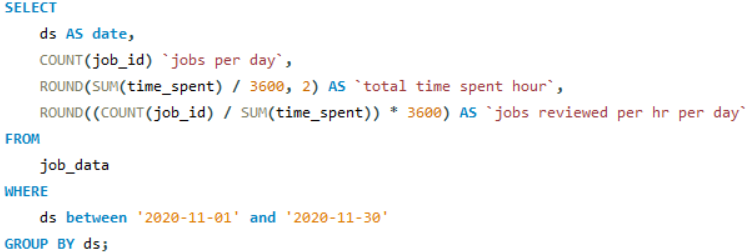 SELECT
    ds AS date,
    COUNT(job_id) `jobs per day`,
    ROUND(SUM(time_spent) / 3600, 2) AS `total time spent hour`,
    ROUND((COUNT(job_id) / SUM(time_spent)) * 3600) AS `jobs reviewed per hr per day`
FROM
    job_data
WHERE
    ds between '2020-11-01' and '2020-11-30'
GROUP BY ds;